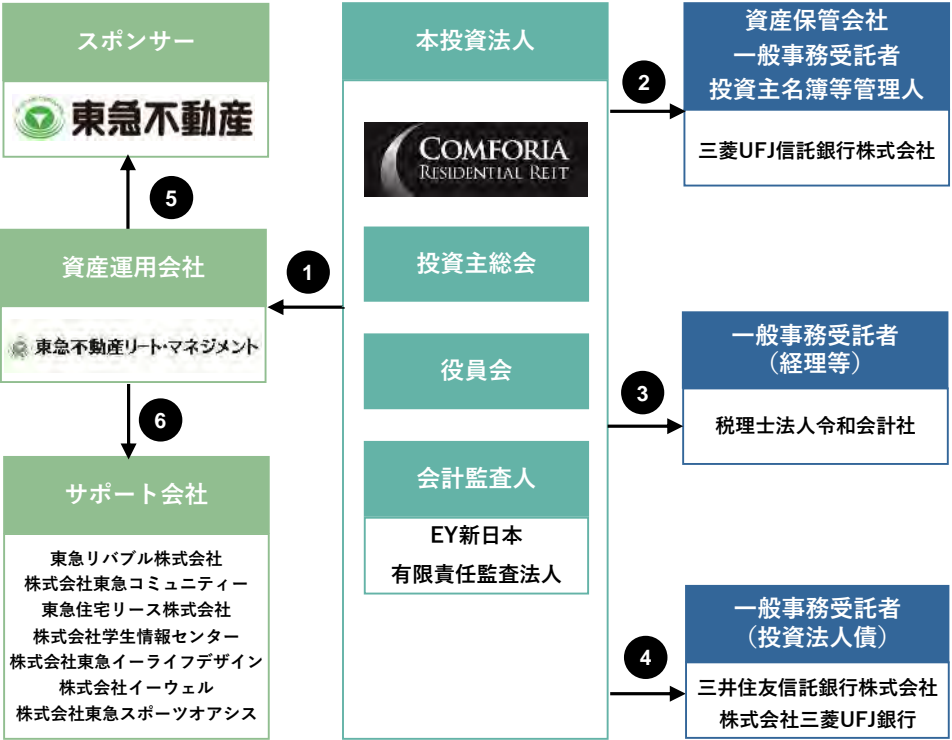 スポンサー
東急不動産
5
資産運用会社
東急不動産リート・マネジメント
6
サポート会社
東急リバブル株式会社
株式会社東急コミュニティー
東急住宅リース株式会社
株式会社学生情報センター
株式会社東急イーライフデザイン
株式会社イーウェル
株式会社東急スポーツオアシス
1
本投資法人
COMFORIA
RESIDENTIAL REIT
投資主総会
役員会
会計監査人
EY新日本
有限責任監査法人
2
資産保管会社
一般事務受託者
投資主名簿等管理人
三菱UFJ信託銀行株式会社
3
一般事務受託者
（経理等）
税理士法人令和会計社
4
一般事務受託者
（投資法人債）
三井住友信託銀行株式会社
株式会社三菱UFJ銀行